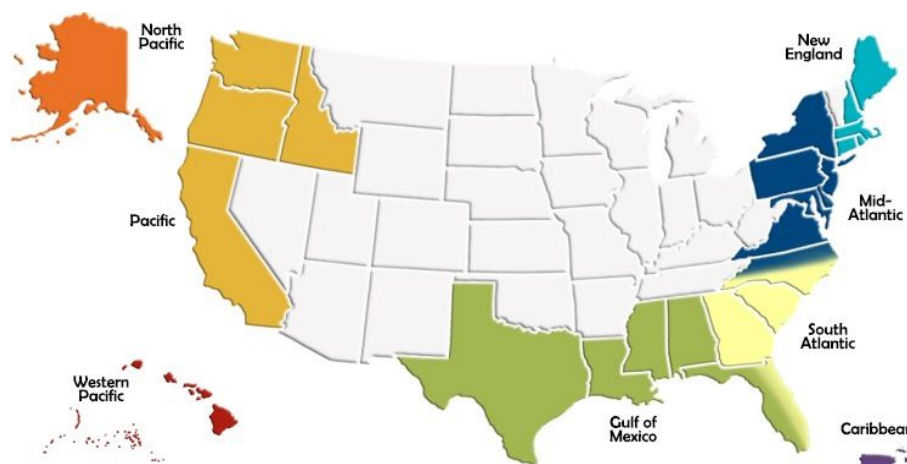 North
Pacific
New
England
Pacific
Mid-
Atlantic
South
Atlantic
Western
Pacific
Gulf of
Mexico
Caribbean